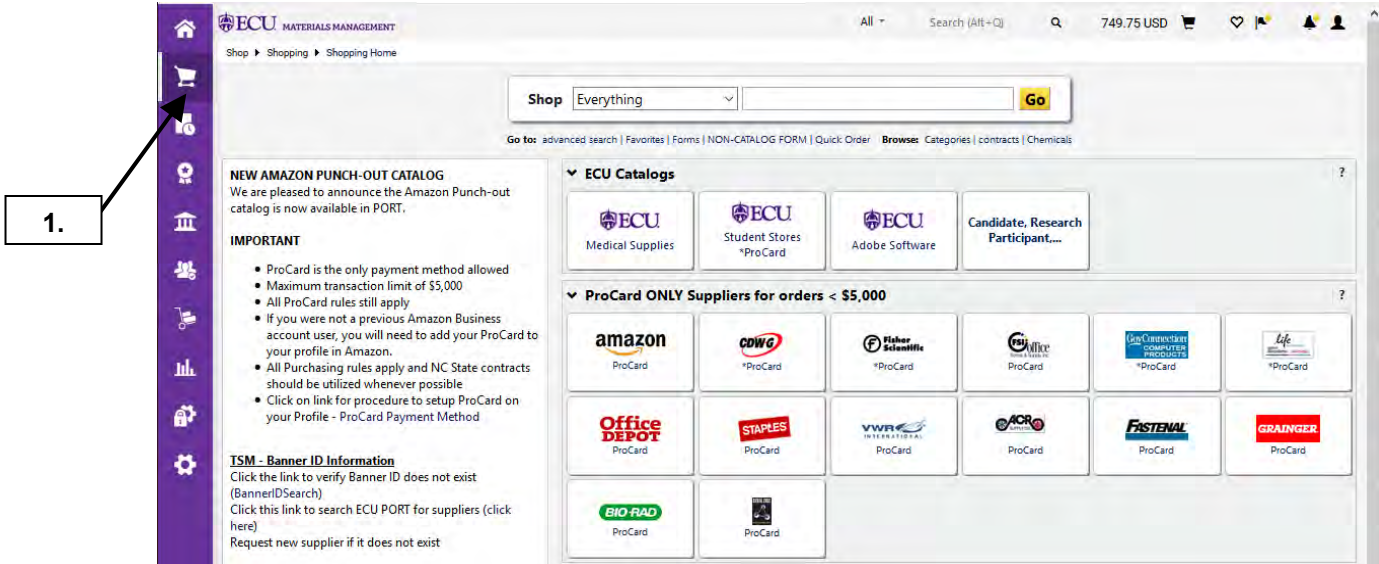 ECU MATERIALS MANAGEMENT
All
Search (Alt+Q)
749.75 USD
Shop Shopping Shopping Home
Shop Everything Go
Go to: advanced search | Favorites | Forms | NON-CATALOG FORM | Quick Order Browse: Categories | contracts | Chemicals
1.
NEW AMAZON PUNCH-OUT CATALOG
We are pleased to announce the Amazon Punch-out
catalog is now available in PORT.
IMPORTANT
• ProCard is the only payment method allowed
• Maximum transaction limit of $5,000
• All ProCard rules still apply
• If you were not a previous Amazon Business
account user, you will need to add your ProCard to
your profile in Amazon.
• All Purchasing rules apply and NC State contracts
should be utilized whenever possible
• Click on link for procedure to setup ProCard on
your Profile - ProCard Payment Method
TSM - Banner ID Information
Click the link to verify Banner ID does not exist
(BannerIDSearch)
Click this link to search ECU PORT for suppliers (click
here)
Request new supplier if it does not exist
ECU Catalogs ?
ECU
Medical Supplies
ECU
Student Stores
*ProCard
ECU
Adobe Software
Candidate, Research
Participant,...
ProCard ONLY Suppliers for orders < $5,000 ?
amazon
ProCard
CDWG
*ProCard
Fisher
Scientific
*ProCard
FSI office
ProCard
GovConnection
COMPUTER
PRODUCTS
*ProCard
Life
*ProCard
Office
DEPOT
ProCard
STAPLES
ProCard
VWR
INTERNATIONAL
ProCard
ACR
ProCard
FASTENAL
ProCard
GRAINGER
ProCard
BIO-RAD
ProCard
ProCard